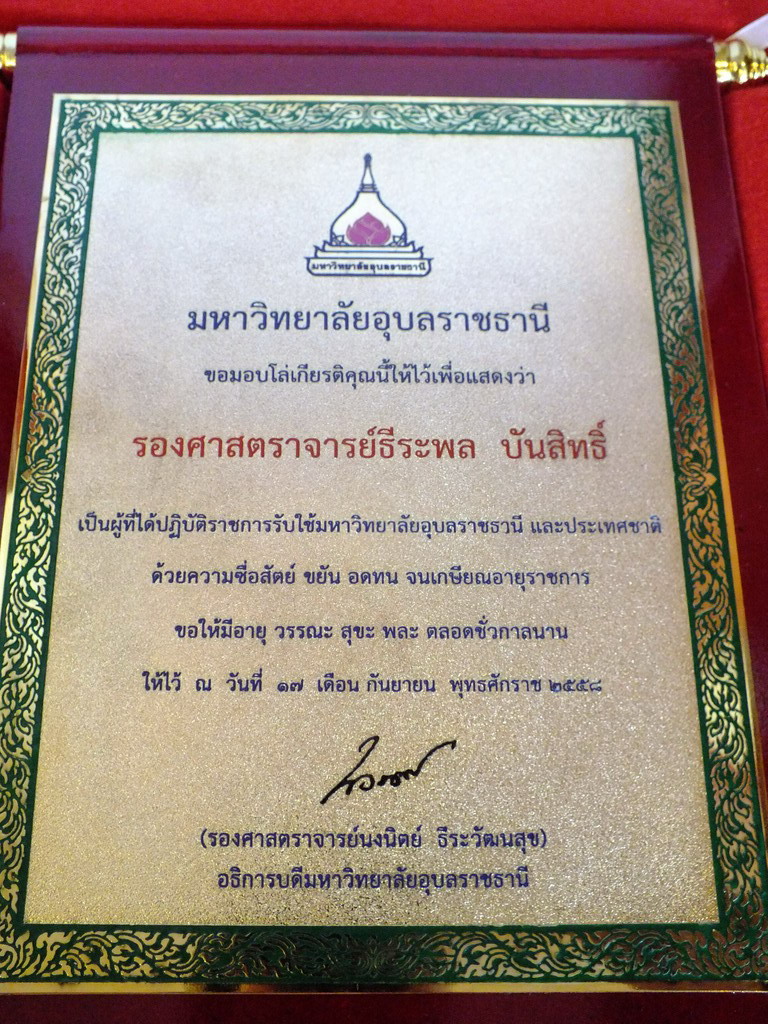 มหาวิทยาลัยอุบลราชธานี
มหาวิทยาลัยอุบลราชธานี
ขอมอบโล่เกียรติคุณนี้ให้ไว้เพื่อแสดงว่า
รองศาสตราจารย์ธีระพล บันสิทธิ์
เป็นผู้ที่ได้ปฏิบัติราชการรับใช้มหาวิทยาลัยอุบลราชธานี และประเทศชาติ
ด้วยความซื่อสัตย์ ขยัน อดทน จนเกษียณอายุราชการ
ขอให้มีอายุ วรรณะ สุขะ พละ ตลอดชั่วกาลนาน
ให้ไว้ ณ วันที่ ๑๗ เดือน กันยายน พุทธศักราช ๒๕๕๘
(รองศาสตราจารย์นงนิตย์ ธีระวัฒนสุข)
อธิการบดีมหาวิทยาลัยอุบลราชธานี